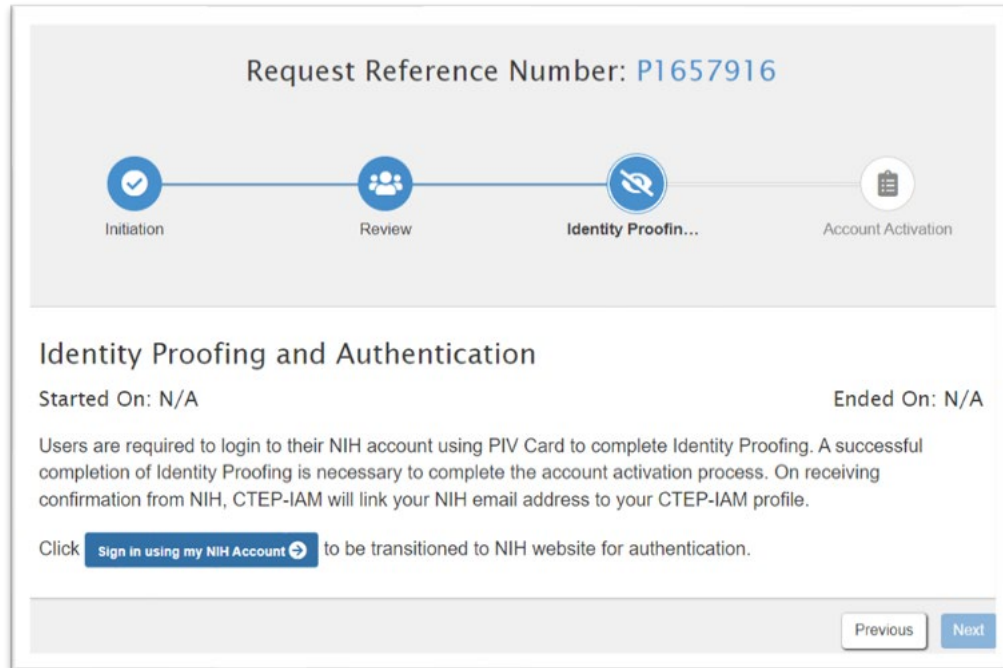 Request Reference Number: P1657916
Initiation
Review
Identity Proofin...
Account Activation
Identity Proofing and Authentication
Started On: N/A
Ended On: N/A
Users are required to login to their NIH account using PIV Card to complete Identity Proofing. A successful
completion of Identity Proofing is necessary to complete the account activation process. On receiving
confirmation from NIH, CTEP-IAM will link your NIH email address to your CTEP-IAM profile.
Click Sign in using my NIH Account to be transitioned to NIH website for authentication.
Previous
Next